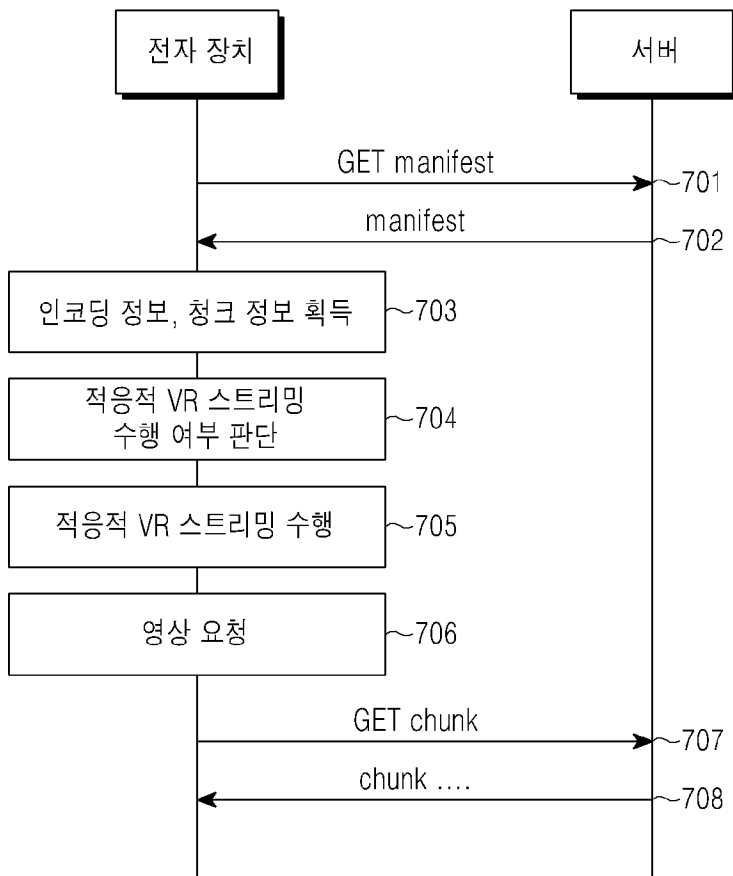 전자 장치
서버
GET manifest
701
manifest
702
인코딩 정보, 청크 정보 획득
703
적응적 VR 스트리밍
수행 여부 판단
704
적응적 VR 스트리밍 수행
705
영상 요청
706
GET chunk
707
chunk ....
708